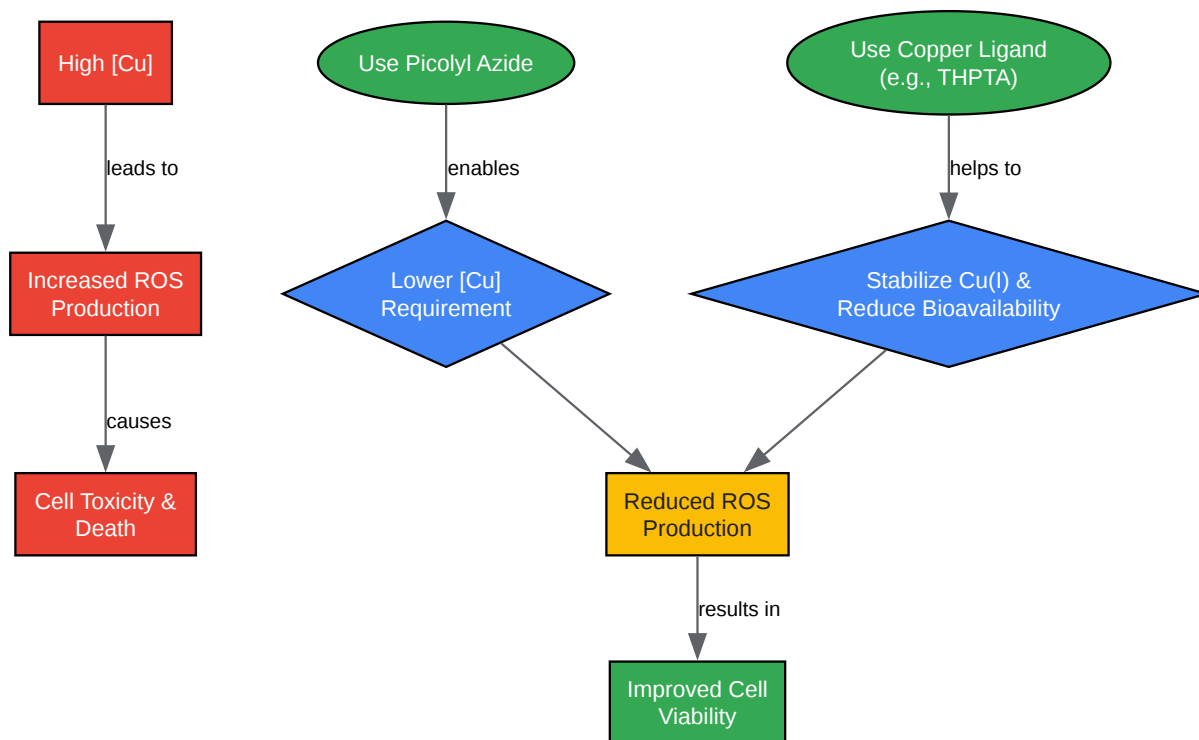 High [Cu]
Use Picolyl Azide
Use Copper Ligand
(e.g., THPTA)
leads to
enables
helps to
Increased ROS
Production
Lower [Cu]
Requirement
Stabilize Cu(I) &
Reduce Bioavailability
causes
Cell Toxicity &
Death
Reduced ROS
Production
results in
Improved Cell
Viability